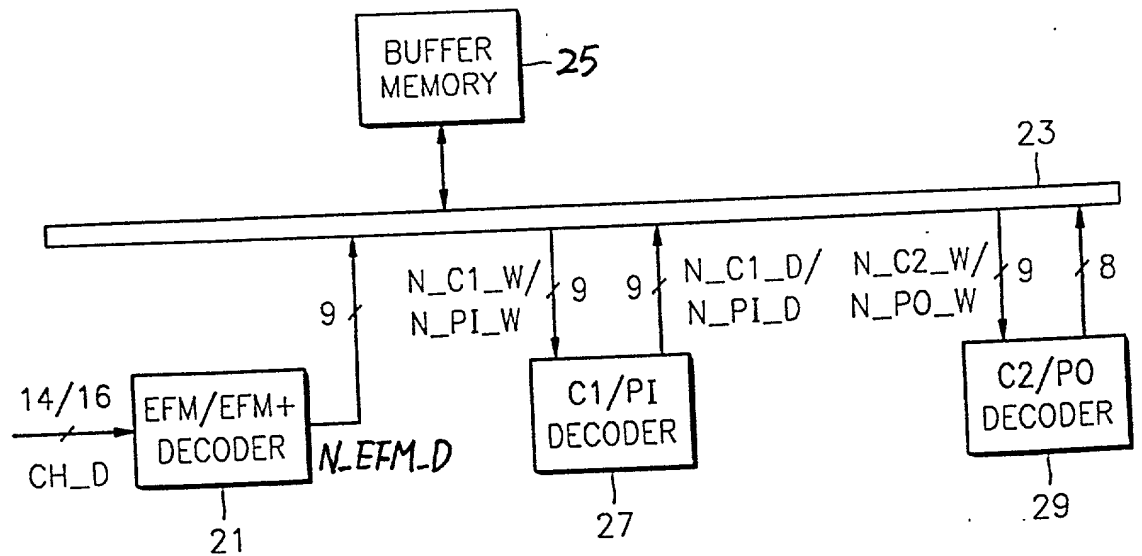 BUFFER
MEMORY
25
23
N_C1_W/
N_PI_W
9
9
N_C1_D/
N_PI_D
N_C2_W/
N_PO_W
9
8
9
14/16
CH_D
EFM/EFM+
DECODER
N_EFM_D
C1/PI
DECODER
C2/PO
DECODER
21
27
29